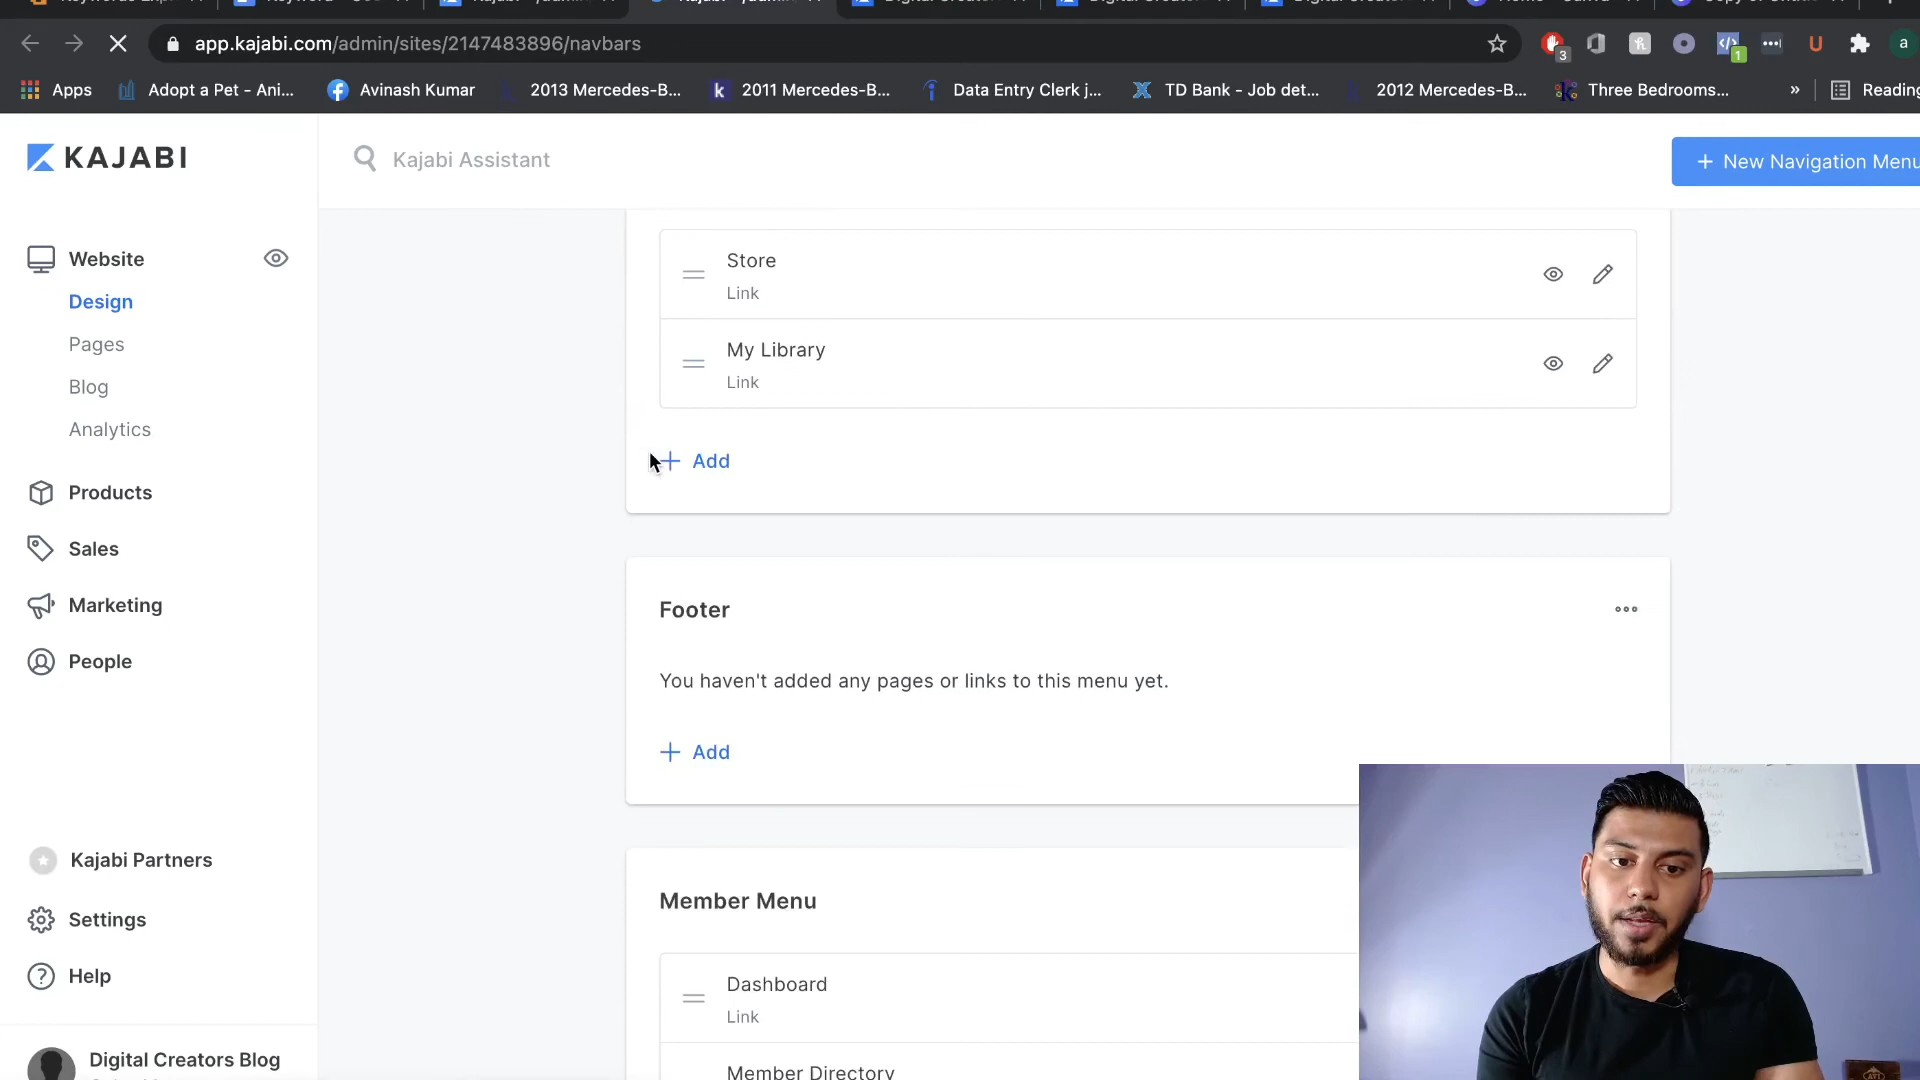 app.kajabi.com/admin/sites/2147483896/navbars
3
1
a
Apps
Adopt a Pet - Ani...
Avinash Kumar
2013 Mercedes-B...
2011 Mercedes-B...
Data Entry Clerk j...
TD Bank - Job det...
2012 Mercedes-B...
Three Bedrooms...
»
Reading
KAJABI
Kajabi Assistant
+ New Navigation Menu
Website
Design
Pages
Blog
Analytics
Products
Sales
Marketing
People
Kajabi Partners
Settings
Help
Digital Creators Blog
Store
Link
My Library
Link
+ Add
Footer
You haven't added any pages or links to this menu yet.
+ Add
Member Menu
Dashboard
Link
Member Directory